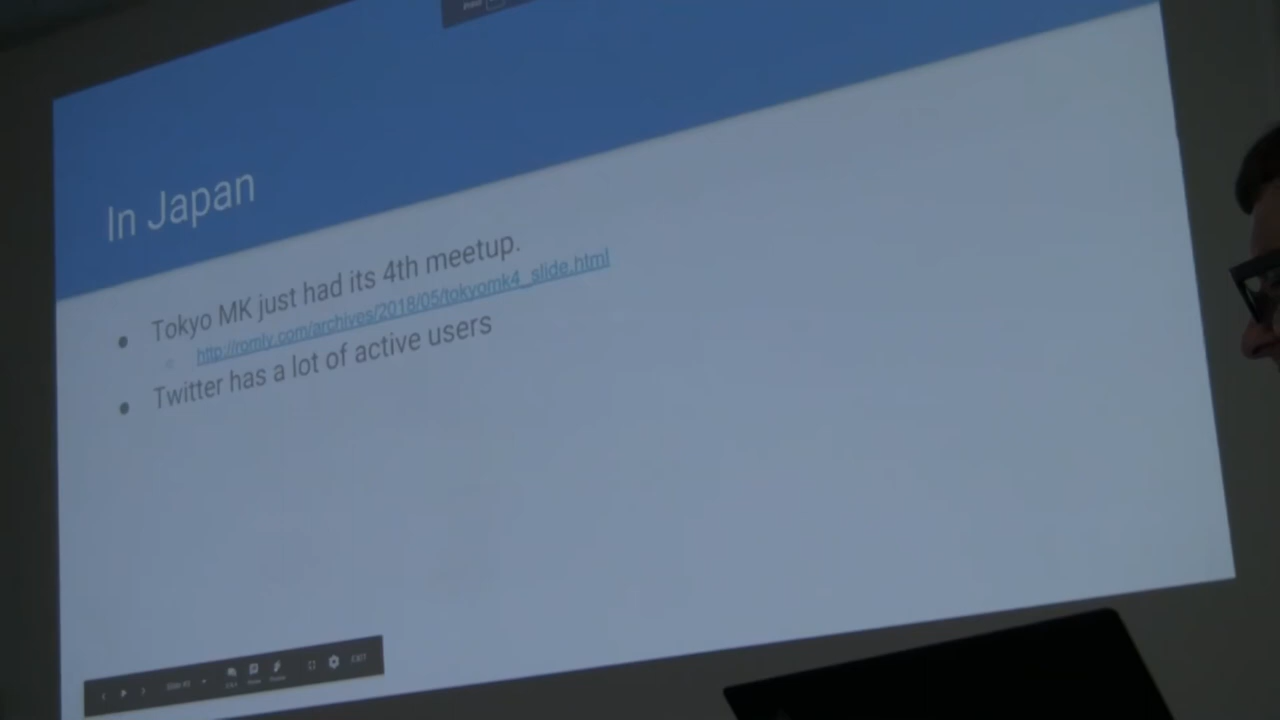 In Japan
Tokyo MK just had its 4th meetup.
http://romly.com/archives/2018/05/tokyomk4_slide.html
Twitter has a lot of active users
EXIT